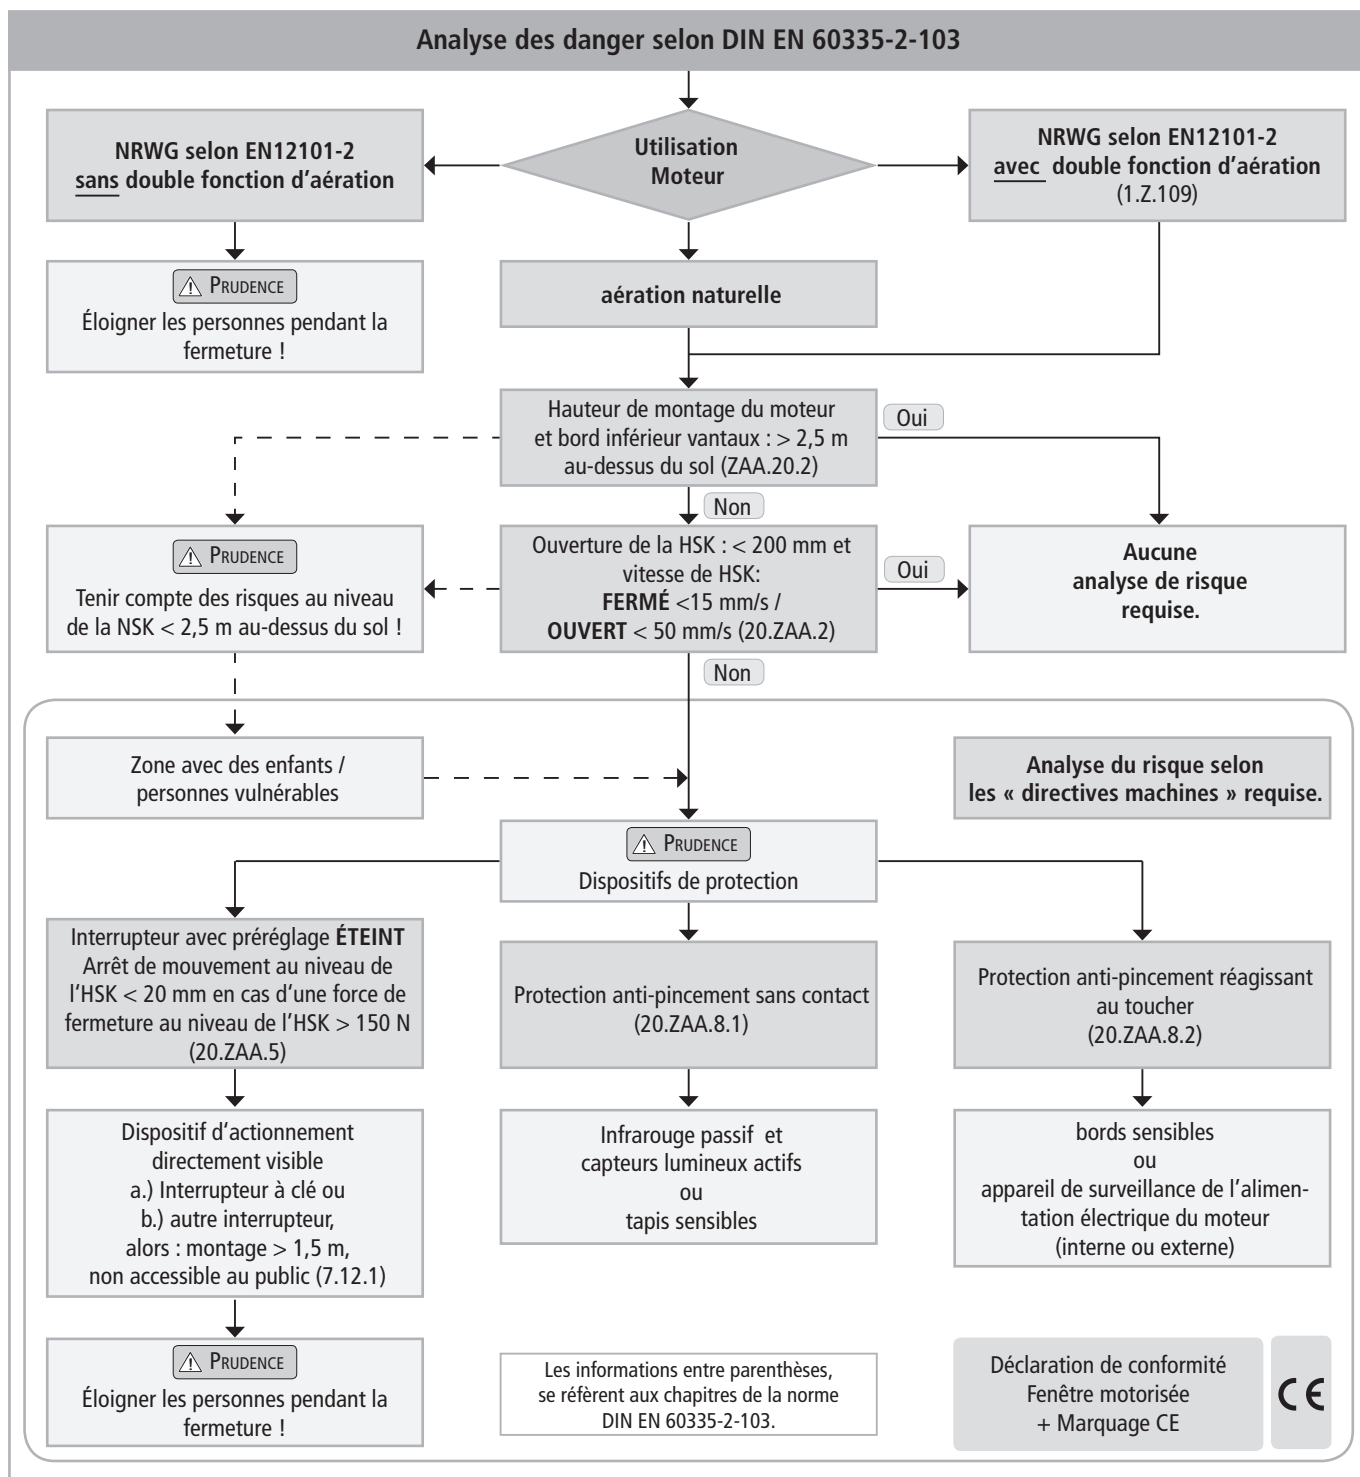 Analyse des danger selon DIN EN 60335-2-103
NRWG selon EN12101-2
sans double fonction d'aération
Utilisation
Moteur
NRWG selon EN12101-2
avec double fonction d'aération
(1.Z.109)
PRUDENCE
Éloigner les personnes pendant la
fermeture !
aération naturelle
Hauteur de montage du moteur
et bord inférieur vantaux : > 2,5 m
au-dessus du sol (ZAA.20.2)
Oui
Non
PRUDENCE
Tenir compte des risques au niveau
de la NSK < 2,5 m au-dessus du sol !
Ouverture de la HSK : < 200 mm et
vitesse de HSK:
FERMÉ <15 mm/s /
OUVERT < 50 mm/s (20.ZAA.2)
Oui
Aucune
analyse de risque
requise.
Non
Zone avec des enfants /
personnes vulnérables
Analyse du risque selon
les « directives machines » requise.
PRUDENCE
Dispositifs de protection
Interrupteur avec préréglage ÉTEINT
Arrêt de mouvement au niveau de
l'HSK < 20 mm en cas d'une force de
fermeture au niveau de l'HSK > 150 N
(20.ZAA.5)
Protection anti-pincement sans contact
(20.ZAA.8.1)
Protection anti-pincement réagissant
au toucher
(20.ZAA.8.2)
Dispositif d'actionnement
directement visible
a.) Interrupteur à clé ou
b.) autre interrupteur,
alors : montage > 1,5 m,
non accessible au public (7.12.1)
Infrarouge passif et
capteurs lumineux actifs
ou
tapis sensibles
bords sensibles
ou
appareil de surveillance de l'alimen-
tation électrique du moteur
(interne ou externe)
PRUDENCE
Éloigner les personnes pendant la
fermeture !
Les informations entre parenthèses,
se réfèrent aux chapitres de la norme
DIN EN 60335-2-103.
Déclaration de conformité
Fenêtre motorisée
+ Marquage CE
CE